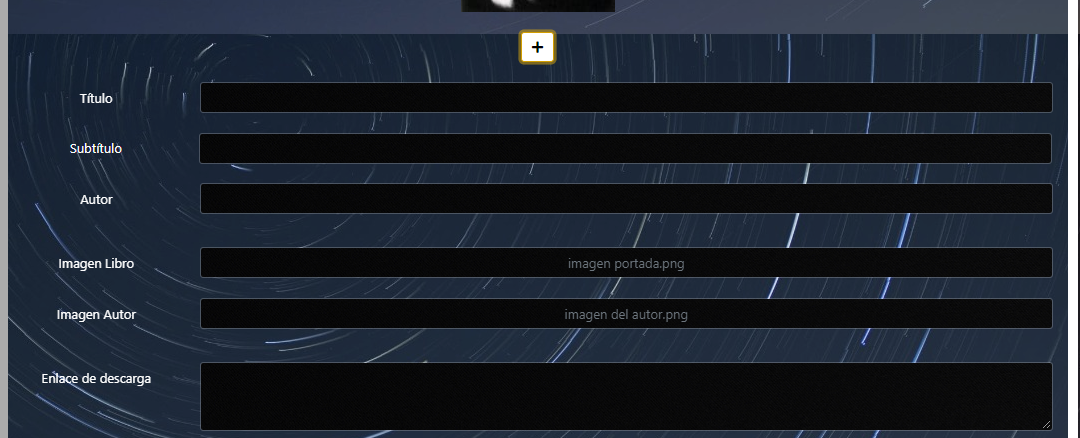 +
Título
Subtítulo
Autor
Imagen Libro
imagen portada.png
Imagen Autor
imagen del autor.png
Enlace de descarga